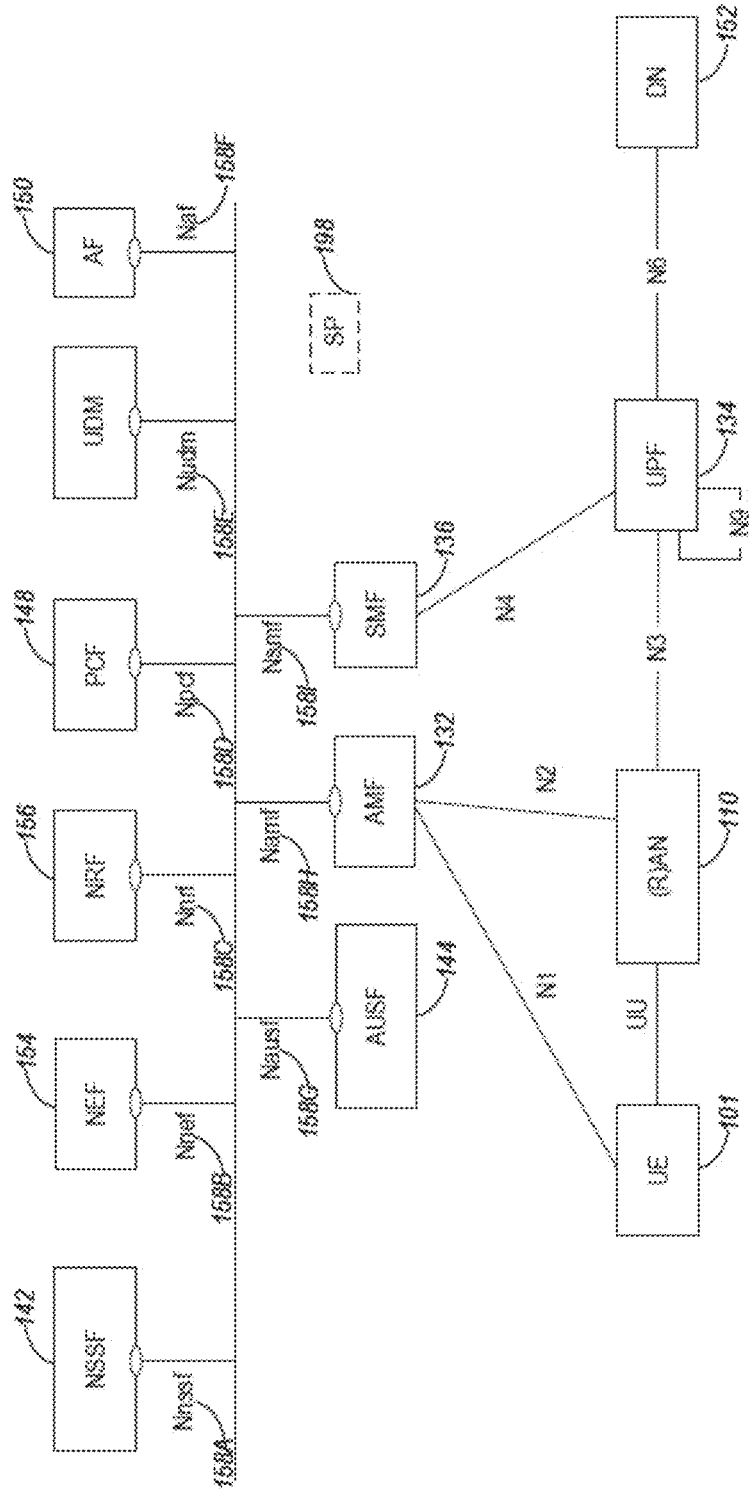 142
154
156
148
150
NSSF
NEF
NRF
PCF
UDM
AF
Nnssf
Nnef
Nnrf
Npcf
Nudm
Naf
158A
158B
158C
158D
158E
158F
Nausf
Namf
Nsmf
158G
158H
158I
198
SP
AUSF
AMF
SMF
144
132
136
N1
N2
N4
UE
UU
(R)AN
N3
UPF
N6
DN
101
110
134
152
N9